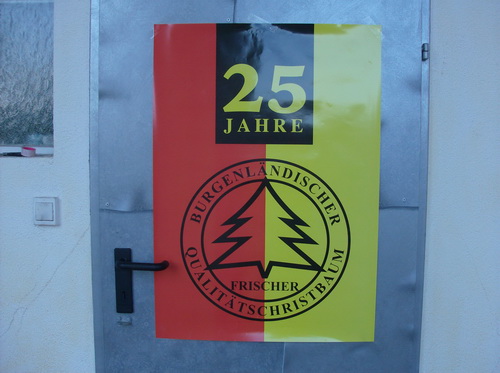 25
JAHRE
BURGENLÄNDISCHER
FRISCHER
QUALITÄTSCHRISTBAUM